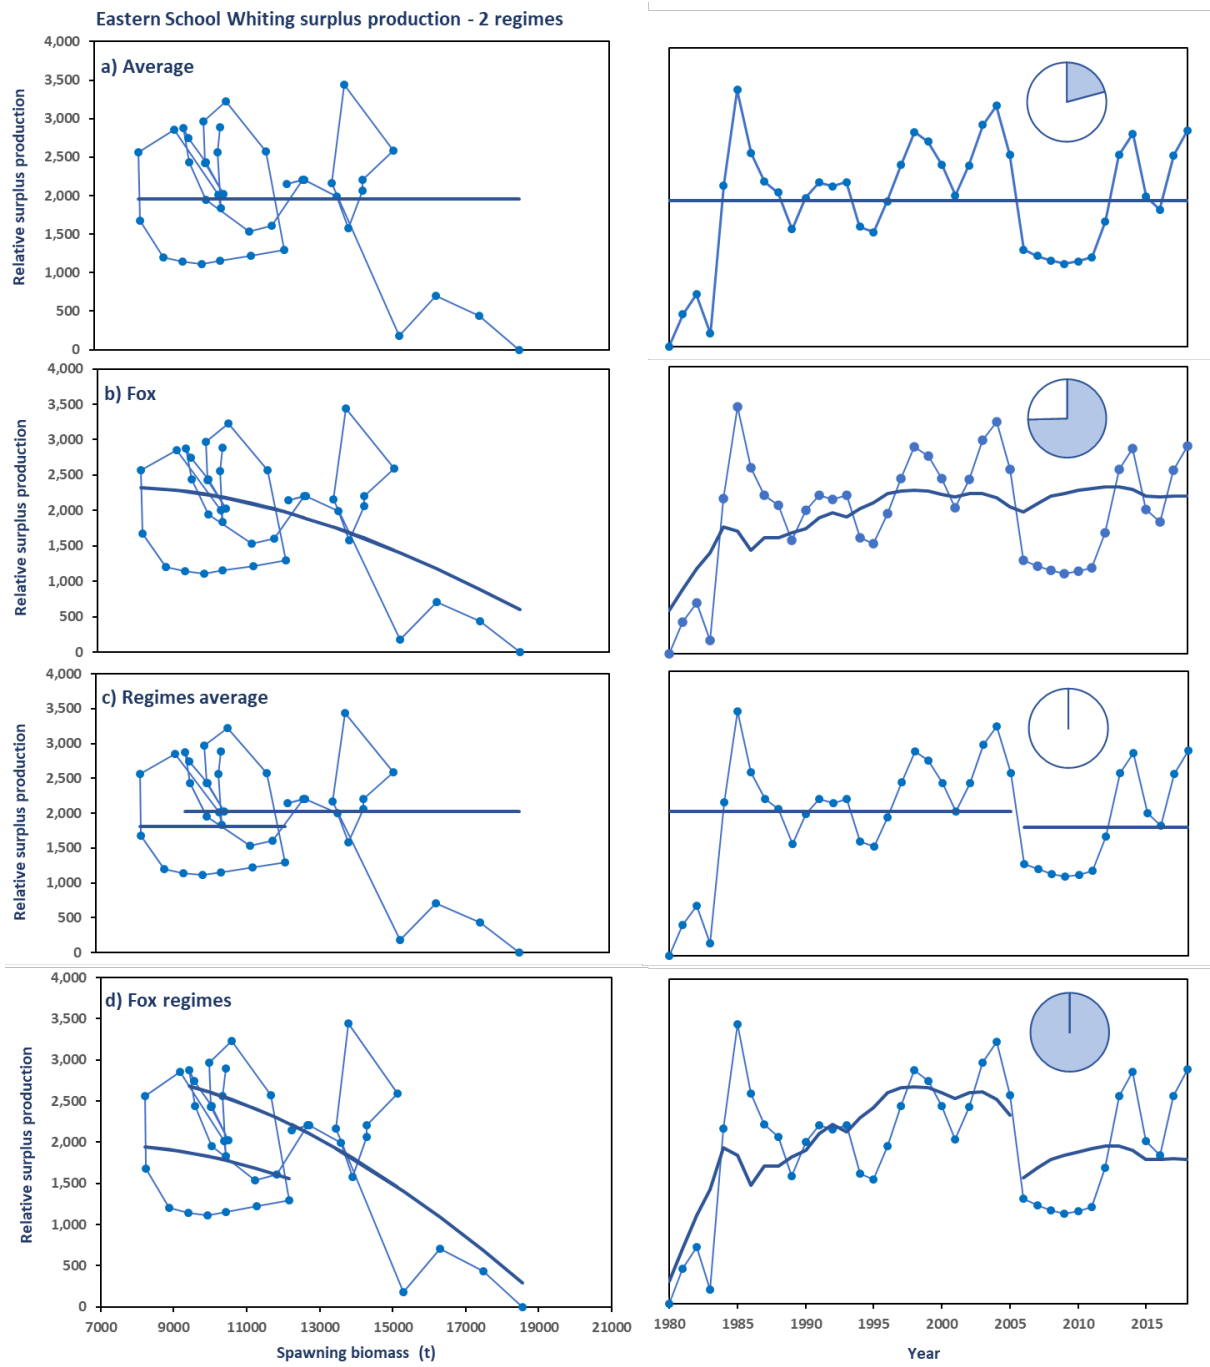 Eastern School Whiting surplus production - 2 regimes
a) Average
Relative surplus production
4,000
3,500
3,000
2,500
2,000
1,500
1,000
500
0
b) Fox
Relative surplus production
4,000
3,500
3,000
2,500
2,000
1,500
1,000
500
0
c) Regimes average
Relative surplus production
4,000
3,500
3,000
2,500
2,000
1,500
1,000
500
0
d) Fox regimes
Relative surplus production
4,000
3,500
3,000
2,500
2,000
1,500
1,000
500
0
7000 9000 11000 13000 15000 17000 19000 21000
Spawning biomass (t)
1980 1985 1990 1995 2000 2005 2010 2015
Year